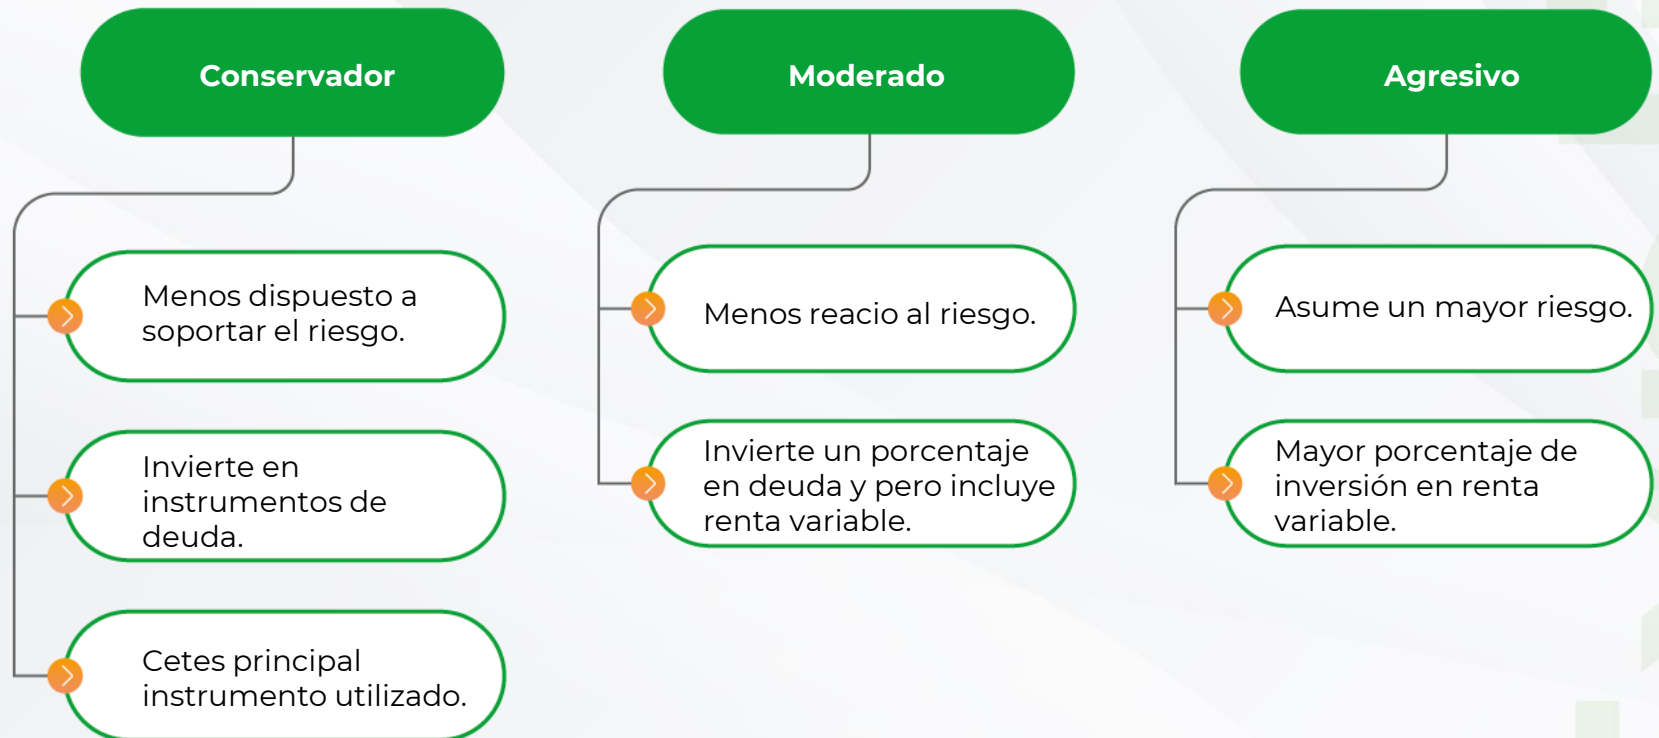 Conservador
Menos dispuesto a
soportar el riesgo.
Invierte en
instrumentos de
deuda.
Cetes principal
instrumento utilizado.
Moderado
Menos reacio al riesgo.
Invierte un porcentaje
en deuda y pero incluye
renta variable.
Agresivo
Asume un mayor riesgo.
Mayor porcentaje de
inversión en renta
variable.